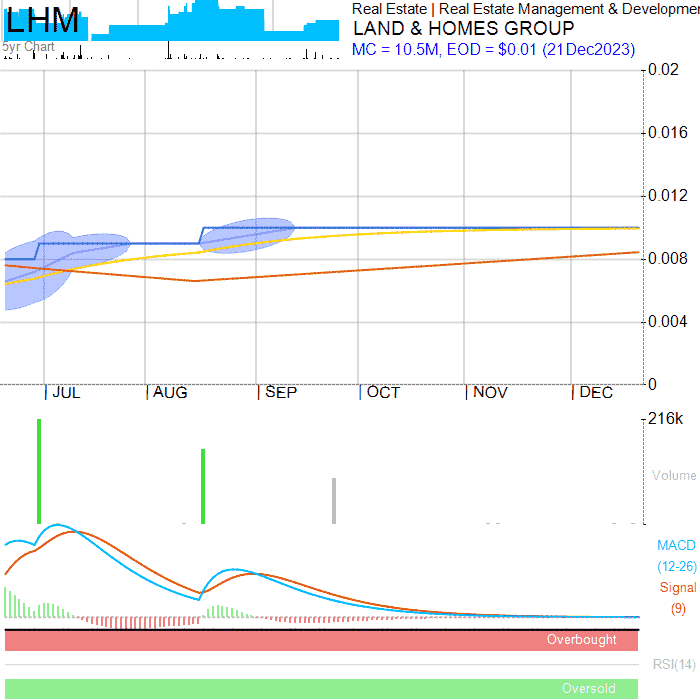 LHM
5yr Chart
Real Estate | Real Estate Management & Developmen
LAND & HOMES GROUP
MC = 10.5M, EOD = $0.01 (21Dec2023)
0.02
0.016
0.012
0.008
0.004
0
JUL AUG SEP OCT NOV DEC
216k
Volume
MACD
(12-26)
Signal
(9)
Overbought
RSI(14)
Oversold